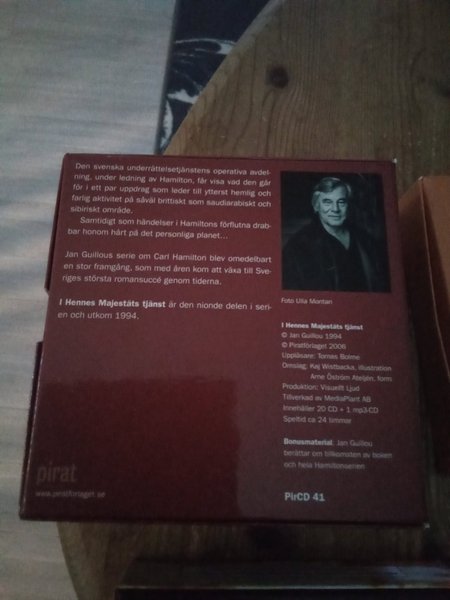 Den svenska underrättelsetjänstens operativa avdel-
ning, under ledning av Hamilton, får visa vad den går
för i ett par uppdrag som leder till ytterst hemlig och
farlig aktivitet på såväl brittiskt som saudiarabiskt och
sibiriskt område.
Samtidigt som händelser i Hamiltons förflutna drab-
bar honom hårt på det personliga planet...
Jan Guillous serie om Carl Hamilton blev omedelbart
en stor framgång, som med åren kom att växa till Sve-
riges största romansuccé genom tiderna.
I Hennes Majestäts tjänst är den nionde delen i seri-
en och utkom 1994.
Foto Ulla Montan
I Hennes Majestäts tjänst
© Jan Guillou 1994
© Piratförlaget 2006
Uppläsare: Tomas Bolme
Omslag: Kaj Wistbacka, illustration
Arne Öström Ateljén, form
Produktion: Visuellt Ljud
Tillverkad av MediaPlant AB
Innehåller 20 CD + 1 mp3-CD
Speltid ca 24 timmar
Bonusmaterial: Jan Guillou
berättar om tillkomsten av boken
och hela Hamiltonserien
PirCD 41
pirat
www.piratforlaget.se